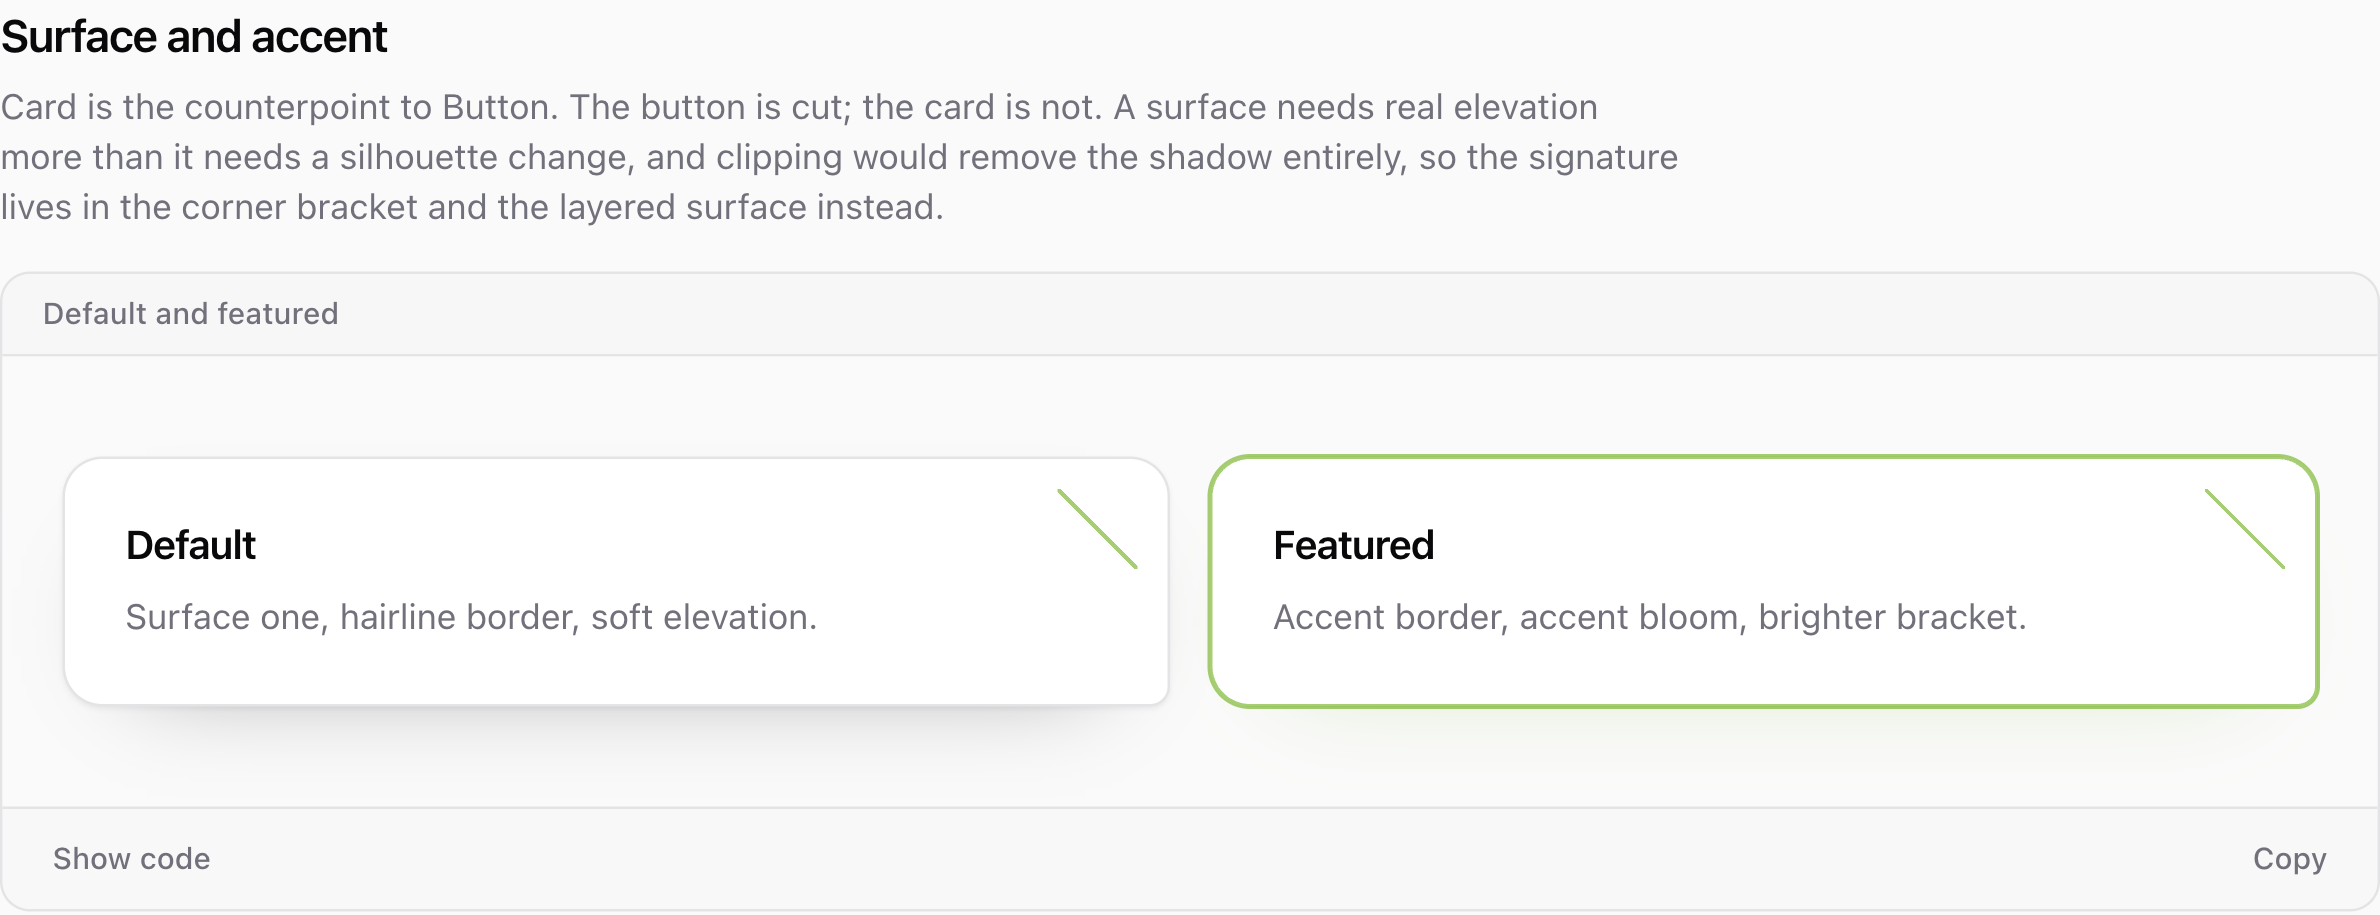 Surface and accent
Card is the counterpoint to Button. The button is cut; the card is not. A surface needs real elevation
more than it needs a silhouette change, and clipping would remove the shadow entirely, so the signature
lives in the corner bracket and the layered surface instead.
Default and featured
Default
Surface one, hairline border, soft elevation.
Featured
Accent border, accent bloom, brighter bracket.
Show code
Copy